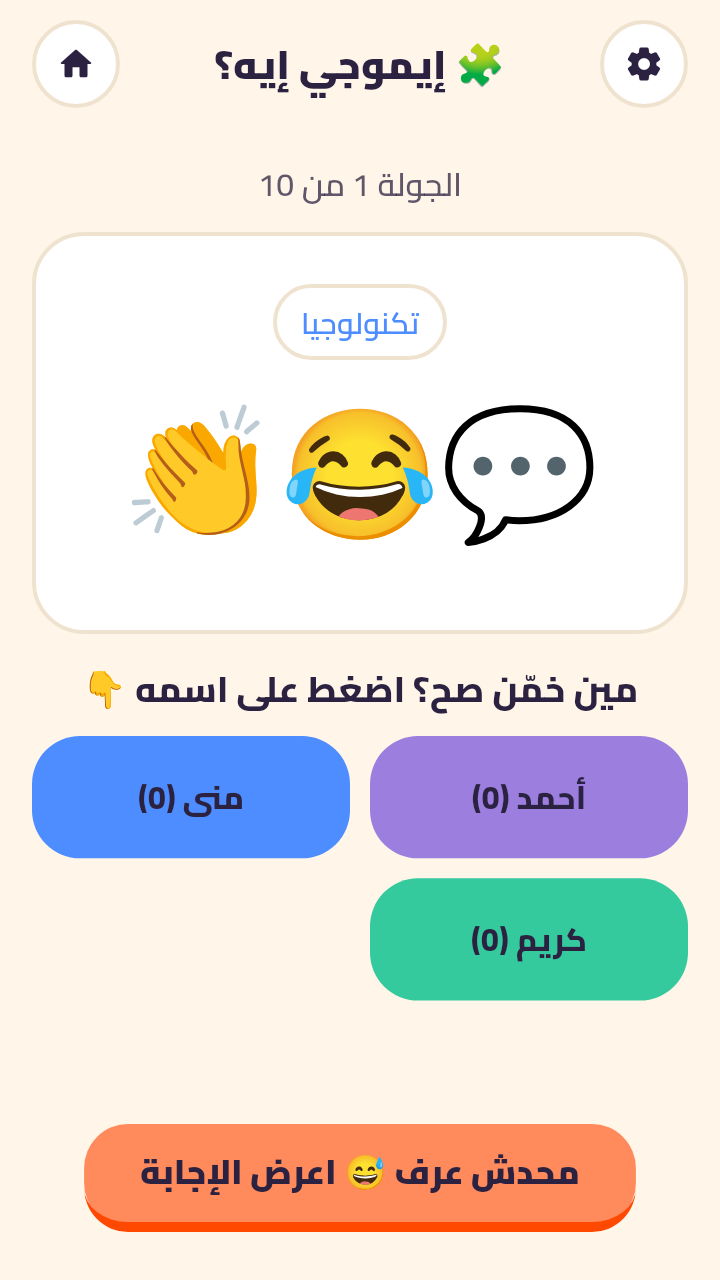 🧩 إيموجي إيه؟
الجولة 1 من 10
تكنولوجيا
💬😂👏
مين خمّن صح؟ اضغط على اسمه 👇
أحمد (0)
منى (0)
كريم (0)
محدش عرف 😅 اعرض الإجابة